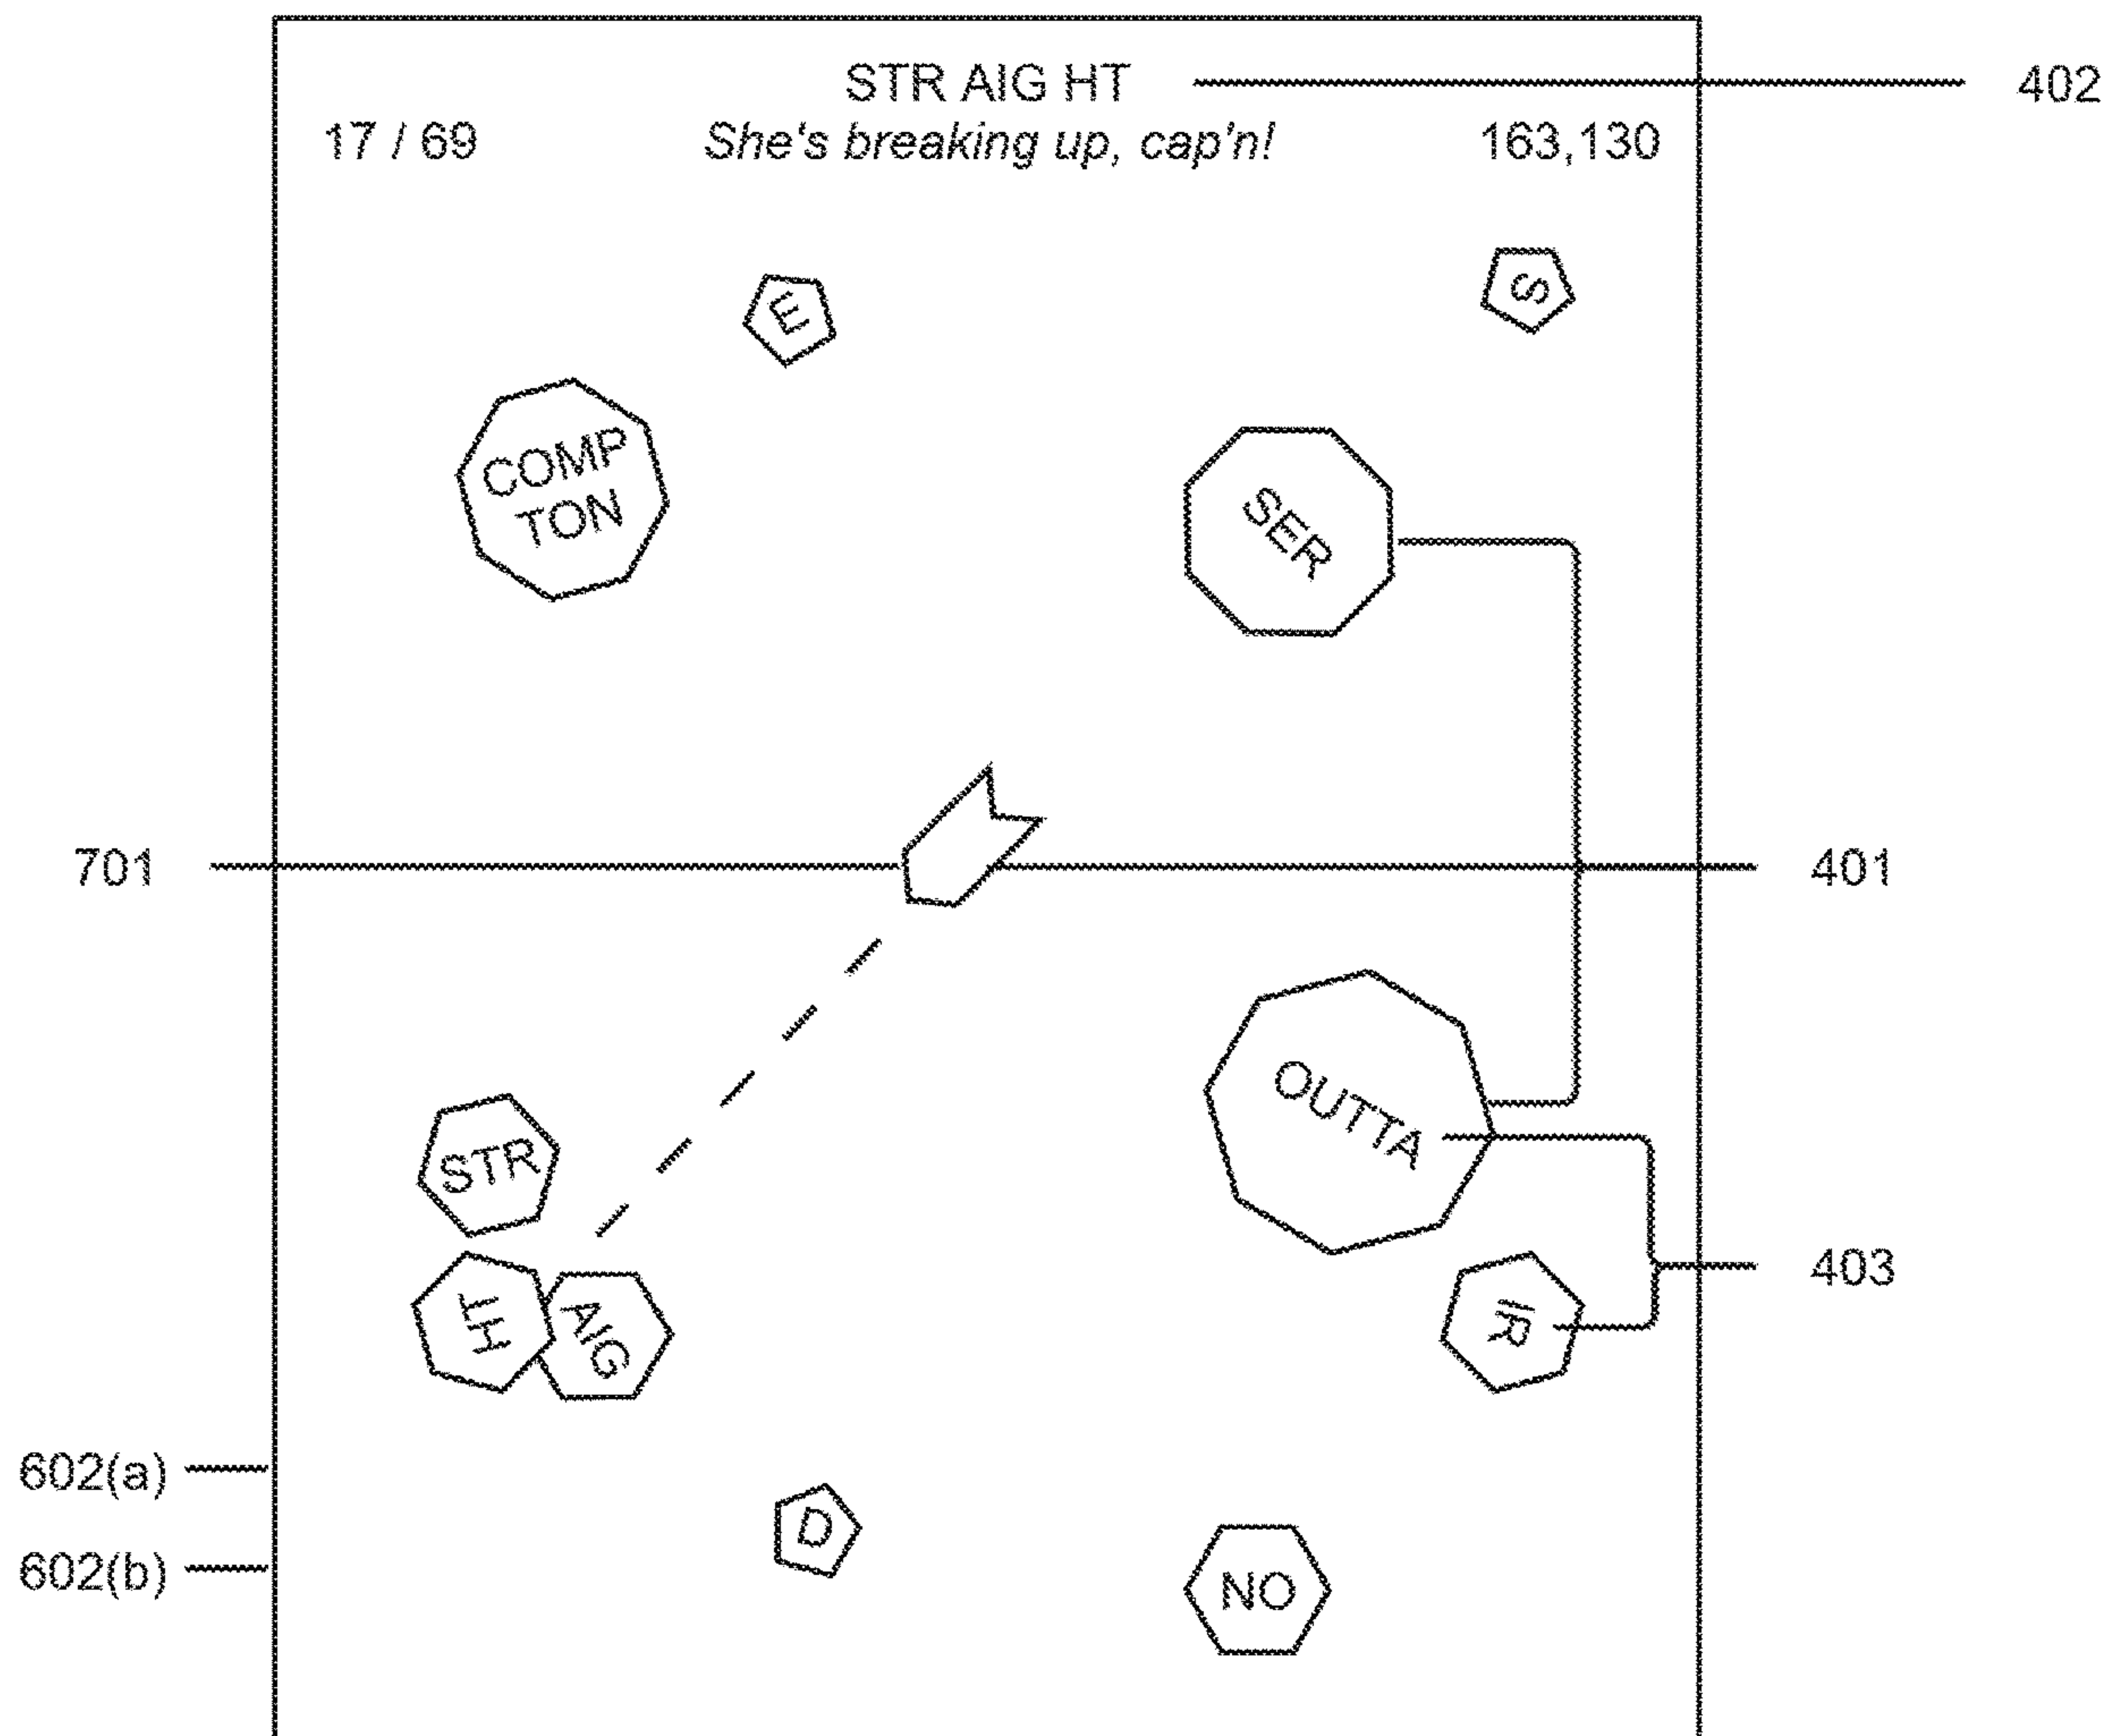 STR AIG HT
402
17 / 69
She's breaking up, cap'n!
163,130
E
S
COMP
TON
SER
701
401
OUTTA
STR
403
HT
AIG
IR
602(a)
D
602(b)
NO